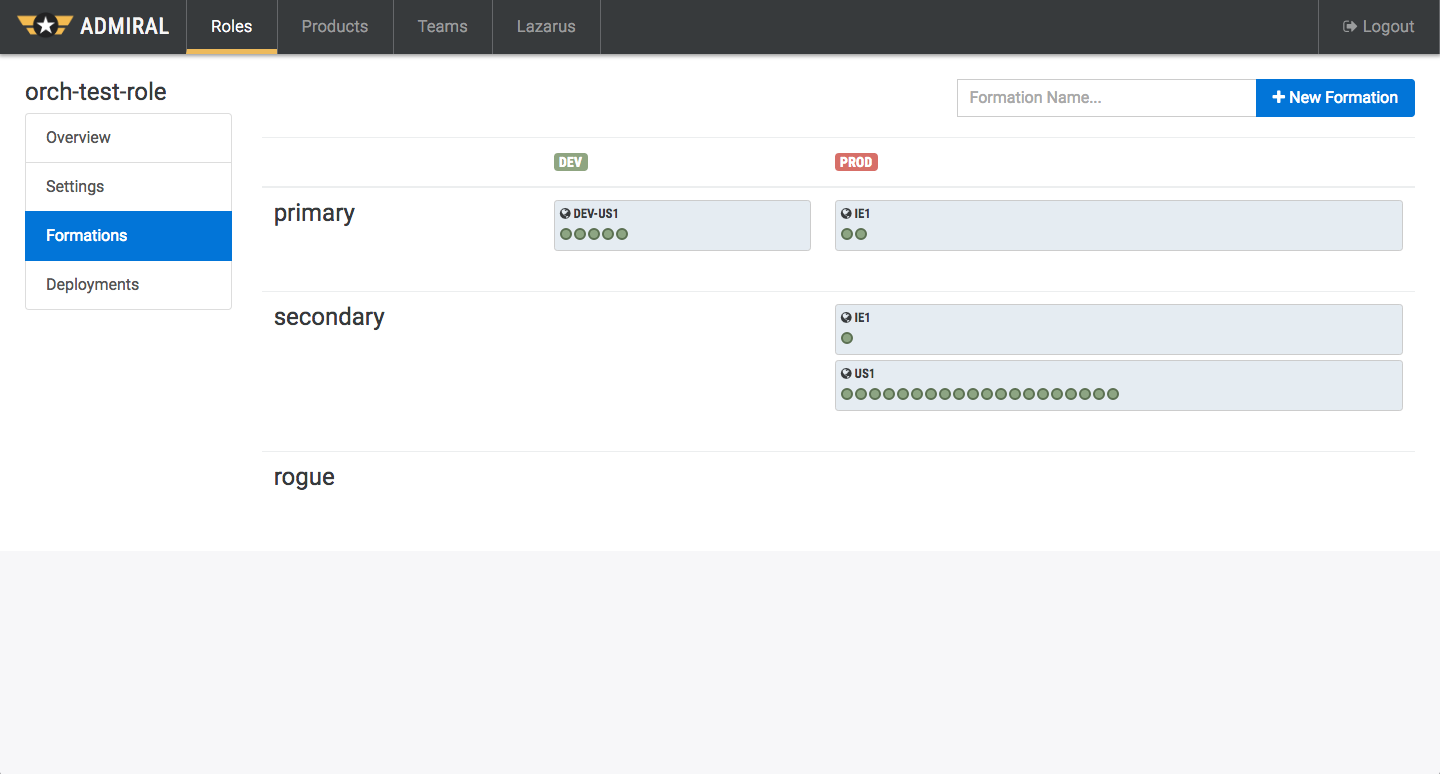 ADMIRAL Roles Products Teams Lazarus Logout
orch-test-role
Formation Name... New Formation
Overview
Settings
Formations
Deployments
DEV PROD
primary
DEV-US1
IE1
secondary
IE1
US1
rogue